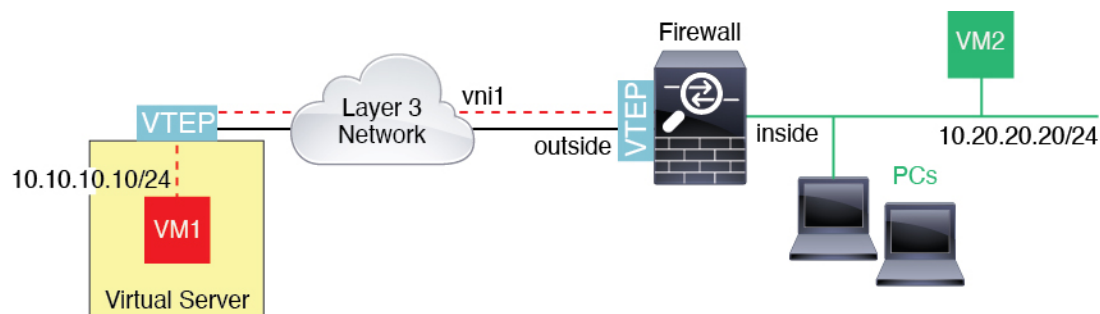 Firewall
VM2
Layer 3
Network
vni1
VTEP
VTEP
outside
inside
10.20.20.20/24
10.10.10.10/24
PCs
VM1
Virtual Server